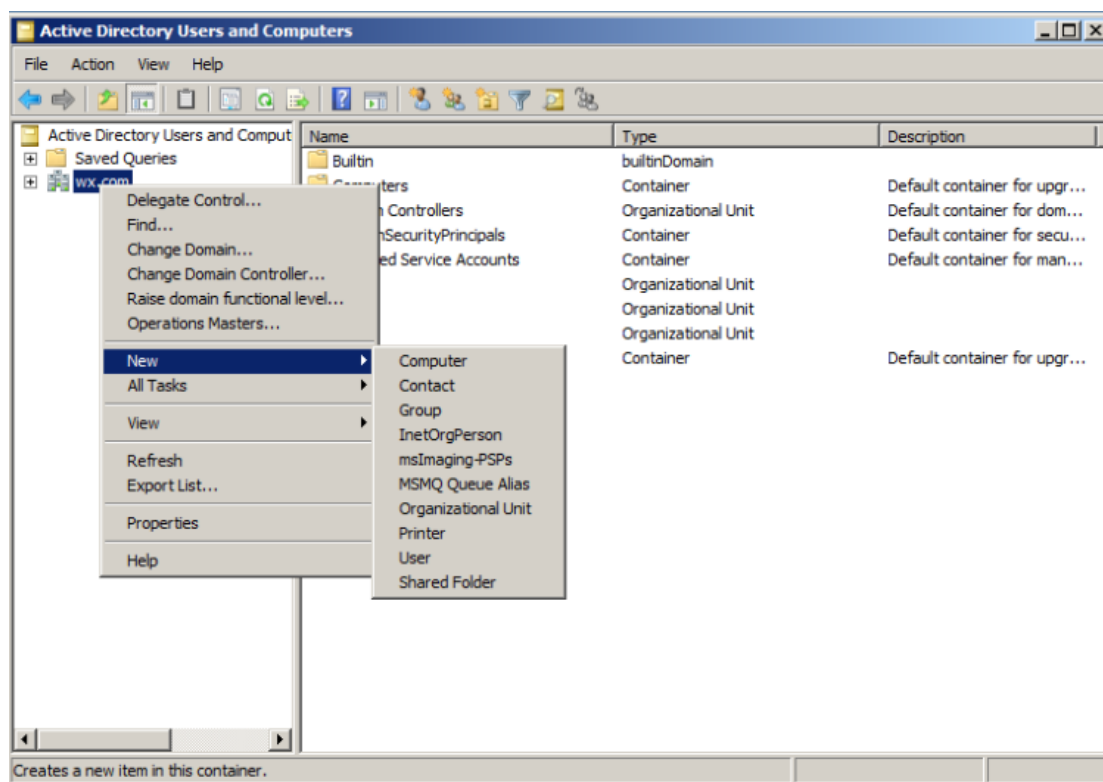 Active Directory Users and Computers
File Action View Help
Active Directory Users and Comput
Saved Queries
wx.com
Name Type Description
Builtin builtinDomain
Computers Container Default container for upgr...
Controllers Organizational Unit Default container for dom...
nSecurityPrincipals Container Default container for secu...
ed Service Accounts Container Default container for man...
Organizational Unit
Organizational Unit
Organizational Unit
Container Default container for upgr...
Delegate Control...
Find...
Change Domain...
Change Domain Controller...
Raise domain functional level...
Operations Masters...
New
All Tasks
View
Refresh
Export List...
Properties
Help
Computer
Contact
Group
InetOrgPerson
msImaging-PSPs
MSMQ Queue Alias
Organizational Unit
Printer
User
Shared Folder
Creates a new item in this container.